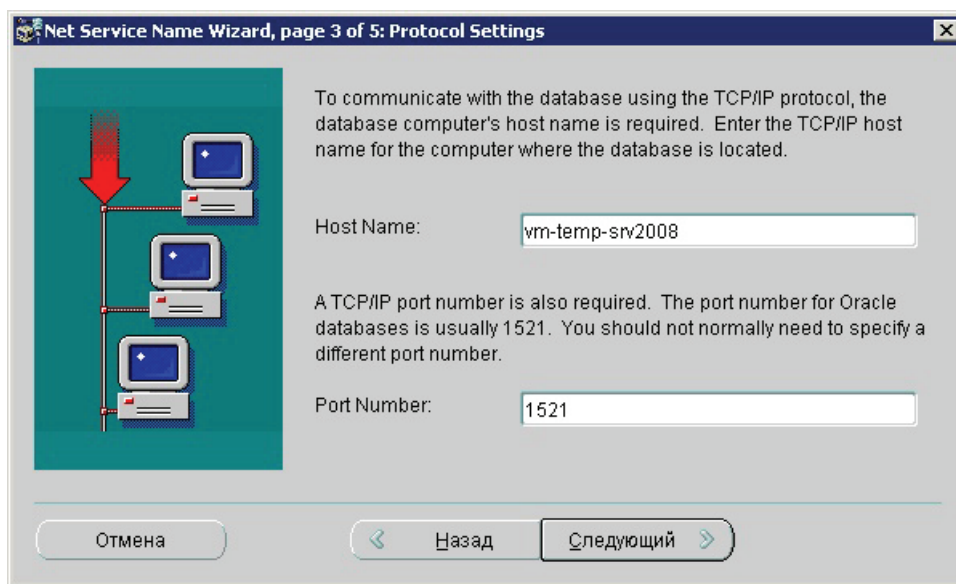 Net Service Name Wizard, page 3 of 5: Protocol Settings
To communicate with the database using the TCP/IP protocol, the
database computer's host name is required. Enter the TCP/IP host
name for the computer where the database is located.
Host Name:
vm-temp-srv2008
A TCP/IP port number is also required. The port number for Oracle
databases is usually 1521. You should not normally need to specify a
different port number.
Port Number:
1521
Отмена
Назад
Следующий